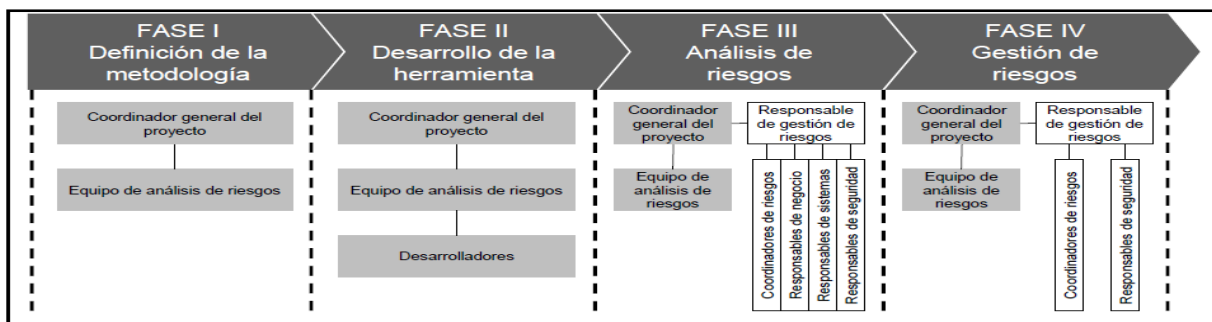 FASE I
Definición de la
metodología
Coordinador general del
proyecto
Equipo de análisis de riesgos
FASE II
Desarrollo de la
herramienta
Coordinador general del
proyecto
Equipo de análisis de riesgos
Desarrolladores
FASE III
Análisis de
riesgos
Coordinador
general del
proyecto
Responsable
de gestión de
riesgos
Equipo de
análisis de
riesgos
Coordinadores de riesgos
Responsables de negocio
Responsables de sistemas
Responsables de seguridad
FASE IV
Gestión de
riesgos
Coordinador
general del
proyecto
Responsable
de gestión de
riesgos
Equipo de
análisis de
riesgos
Coordinadores de riesgos
Responsables de seguridad